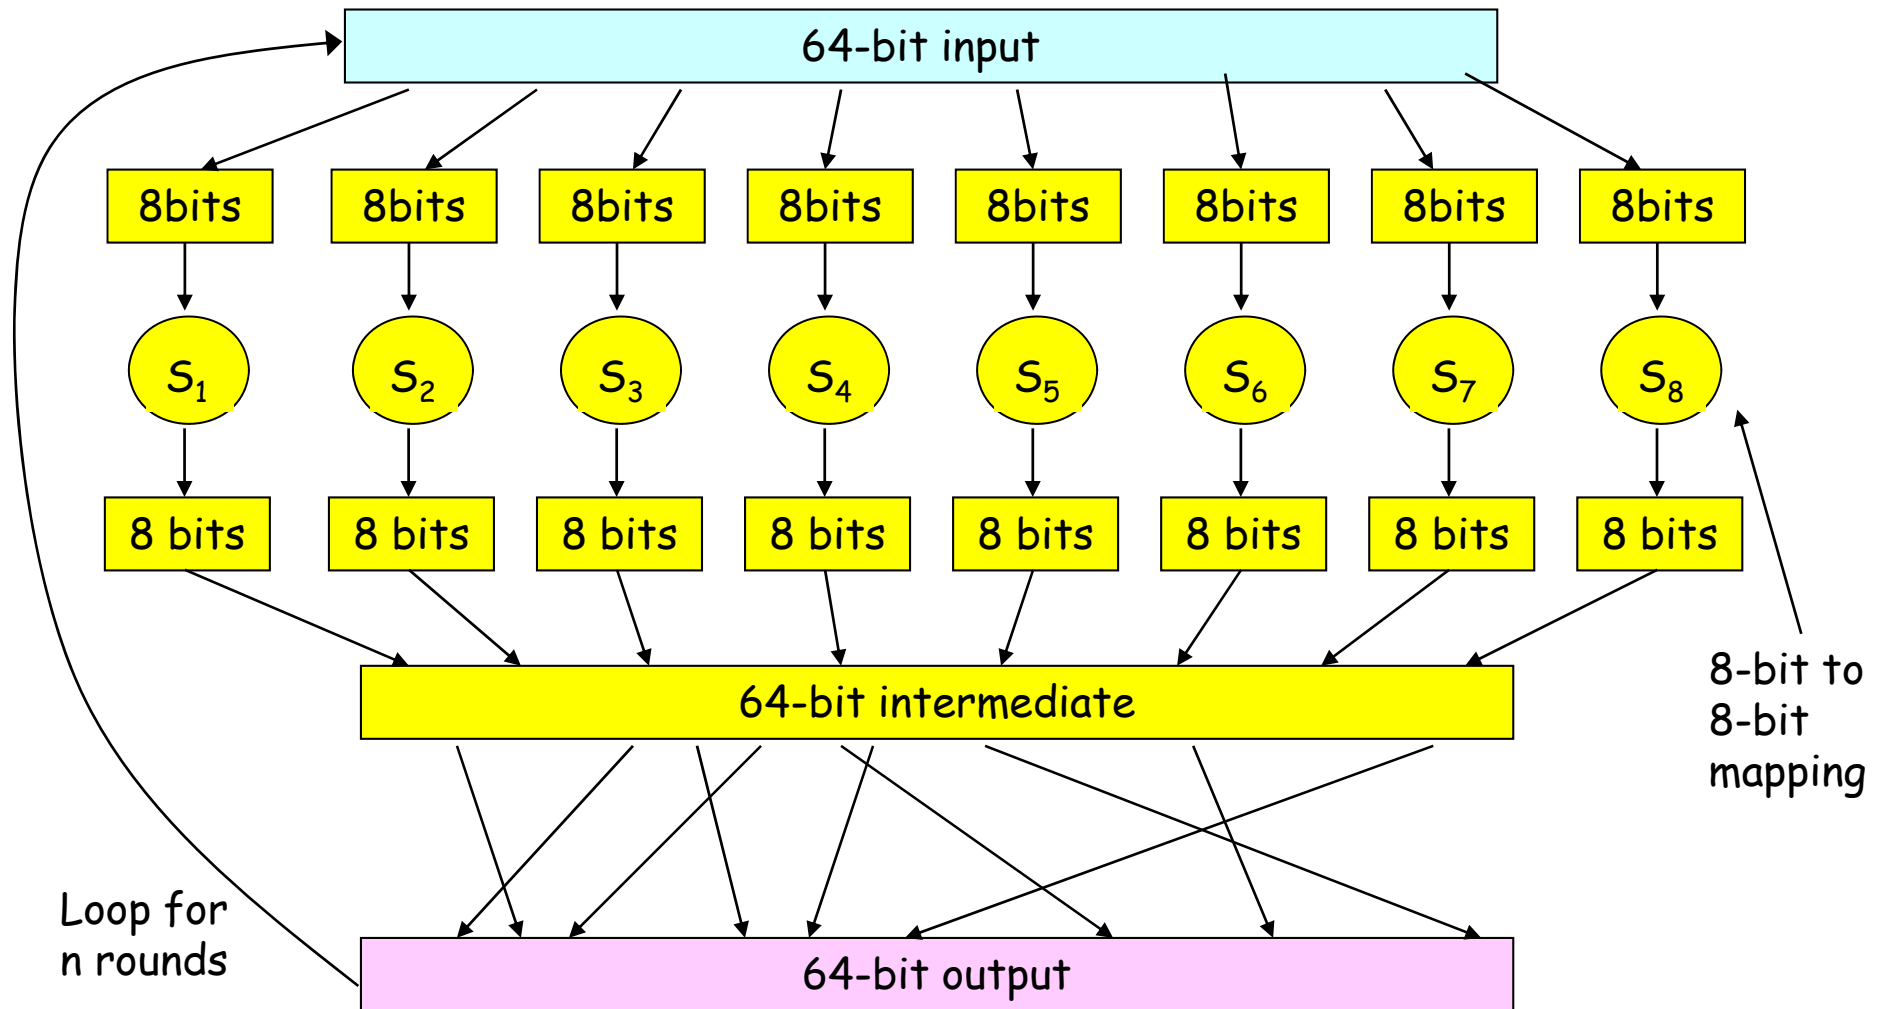 64-bit input
8bits 8bits 8bits 8bits 8bits 8bits 8bits 8bits
S₁ S₂ S₃ S₄ S₅ S₆ S₇ S₈
8 bits 8 bits 8 bits 8 bits 8 bits 8 bits 8 bits 8 bits
64-bit intermediate
8-bit to
8-bit
mapping
Loop for
n rounds
64-bit output